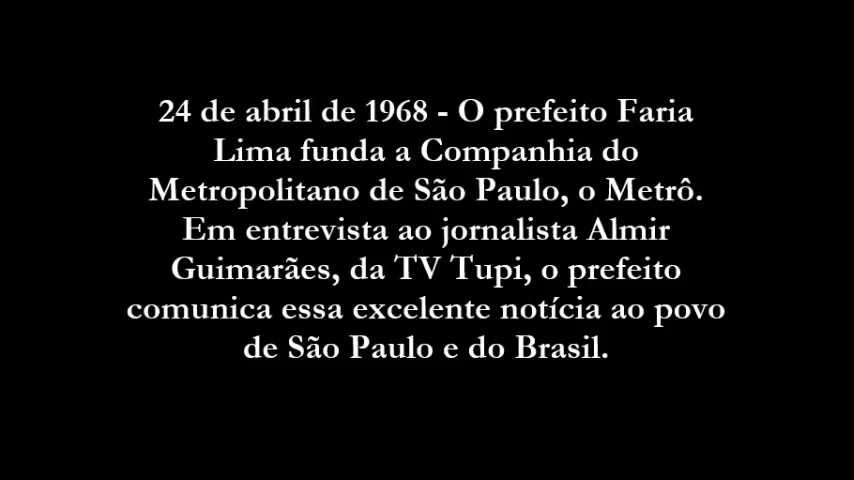 24 de abril de 1968 - O prefeito Faria
Lima funda a Companhia do
Metropolitano de São Paulo, o Metrô.
Em entrevista ao jornalista Almir
Guimarães, da TV Tupi, o prefeito
comunica essa excelente notícia ao povo
de São Paulo e do Brasil.